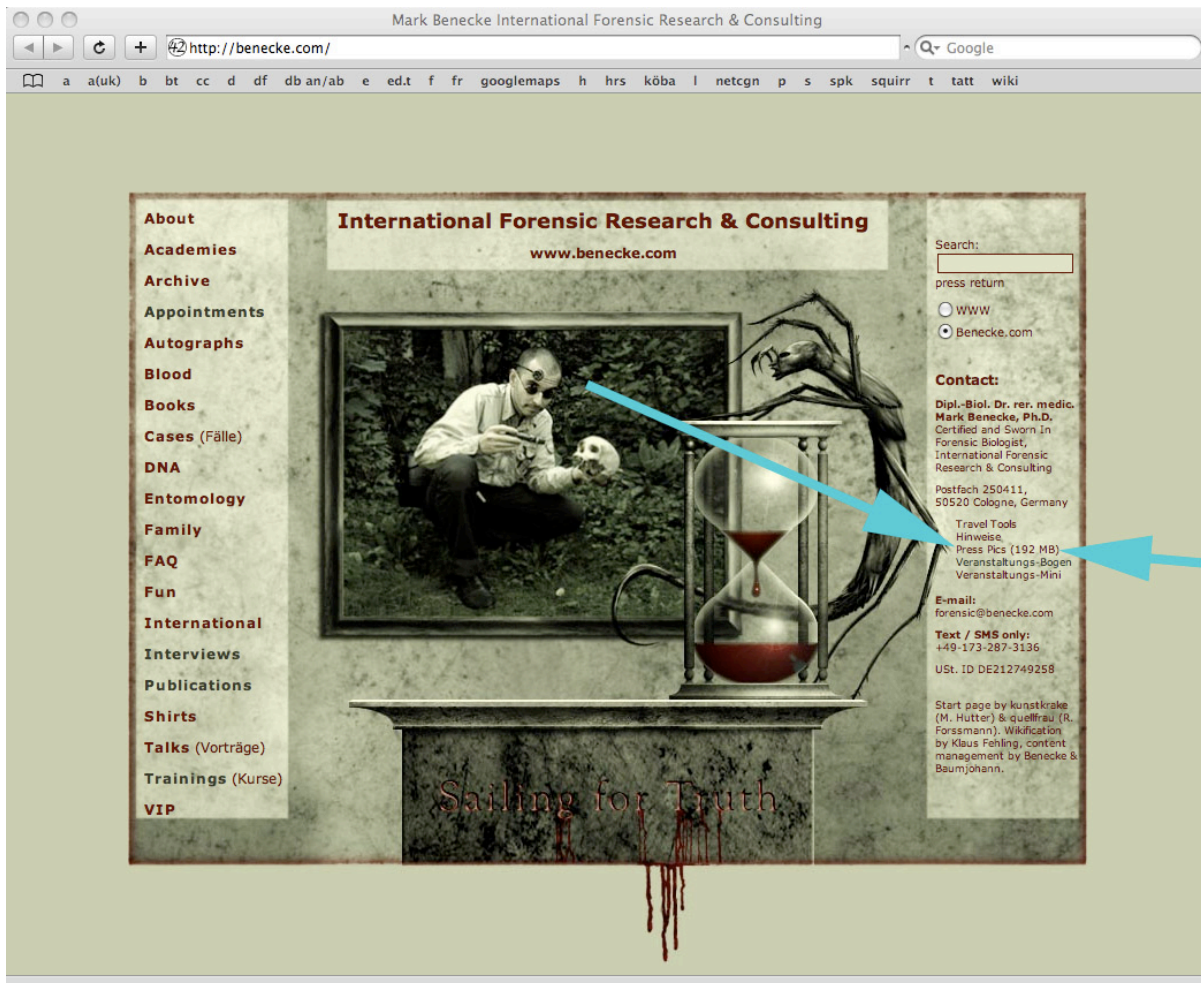 Mark Benecke International Forensic Research & Consulting
42 http://benecke.com/
Google
a a(uk) b bt cc d df db an/ab e ed.t f fr googlemaps h hrs köba l netcgn p s spk squirr t tatt wiki
About
Academies
Archive
Appointments
Autographs
Blood
Books
Cases (Fälle)
DNA
Entomology
Family
FAQ
Fun
International
Interviews
Publications
Shirts
Talks (Vorträge)
Trainings (Kurse)
VIP
International Forensic Research & Consulting
www.benecke.com
Sailing for Truth
Search:
press return
WWW
Benecke.com
Contact:
Dipl.-Biol. Dr. rer. medic.
Mark Benecke, Ph.D.
Certified and Sworn In
Forensic Biologist,
International Forensic
Research & Consulting
Postfach 250411,
50520 Cologne, Germany
Travel Tools
Hinweise
Press Pics (192 MB)
Veranstaltungs-Bogen
Veranstaltungs-Mini
E-mail:
forensic@benecke.com
Text / SMS only:
+49-173-287-3136
USt. ID DE212749258
Start page by kunstkrake
(M. Hutter) & quellfrau (R.
Forssmann). Wikification
by Klaus Fehling, content
management by Benecke &
Baumjohann.